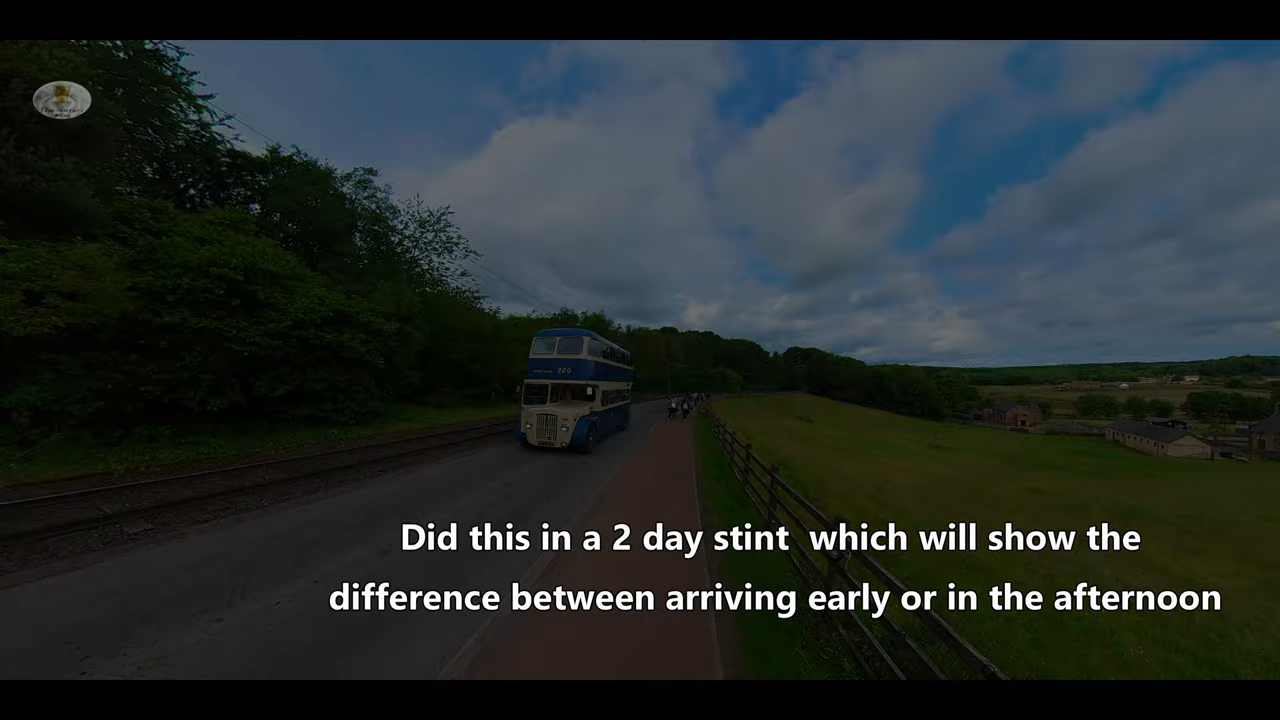 Did this in a 2 day stint  which will show the
difference between arriving early or in the afternoon